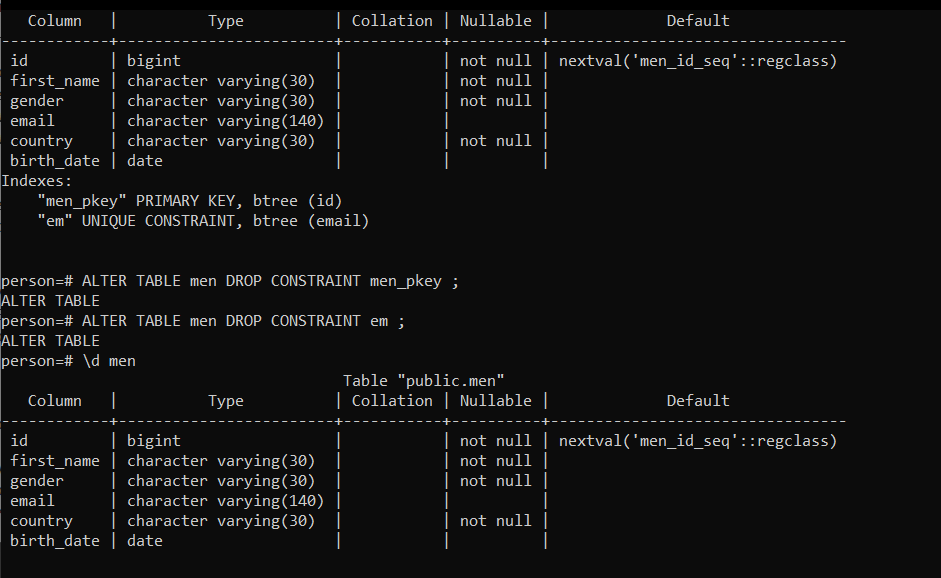 Column   |          Type          | Collation | Nullable |             Default
------------+------------------------+-----------+----------+---------------------------------
 id         | bigint                 |           | not null | nextval('men_id_seq'::regclass)
 first_name | character varying(30)  |           | not null |
 gender     | character varying(30)  |           | not null |
 email      | character varying(140) |           |          |
 country    | character varying(30)  |           | not null |
 birth_date | date                   |           |          |
Indexes:
    "men_pkey" PRIMARY KEY, btree (id)
    "em" UNIQUE CONSTRAINT, btree (email)
person=# ALTER TABLE men DROP CONSTRAINT men_pkey ;
ALTER TABLE
person=# ALTER TABLE men DROP CONSTRAINT em ;
ALTER TABLE
person=# \d men
                                      Table "public.men"
   Column   |          Type          | Collation | Nullable |             Default
------------+------------------------+-----------+----------+---------------------------------
 id         | bigint                 |           | not null | nextval('men_id_seq'::regclass)
 first_name | character varying(30)  |           | not null |
 gender     | character varying(30)  |           | not null |
 email      | character varying(140) |           |          |
 country    | character varying(30)  |           | not null |
 birth_date | date                   |           |          |